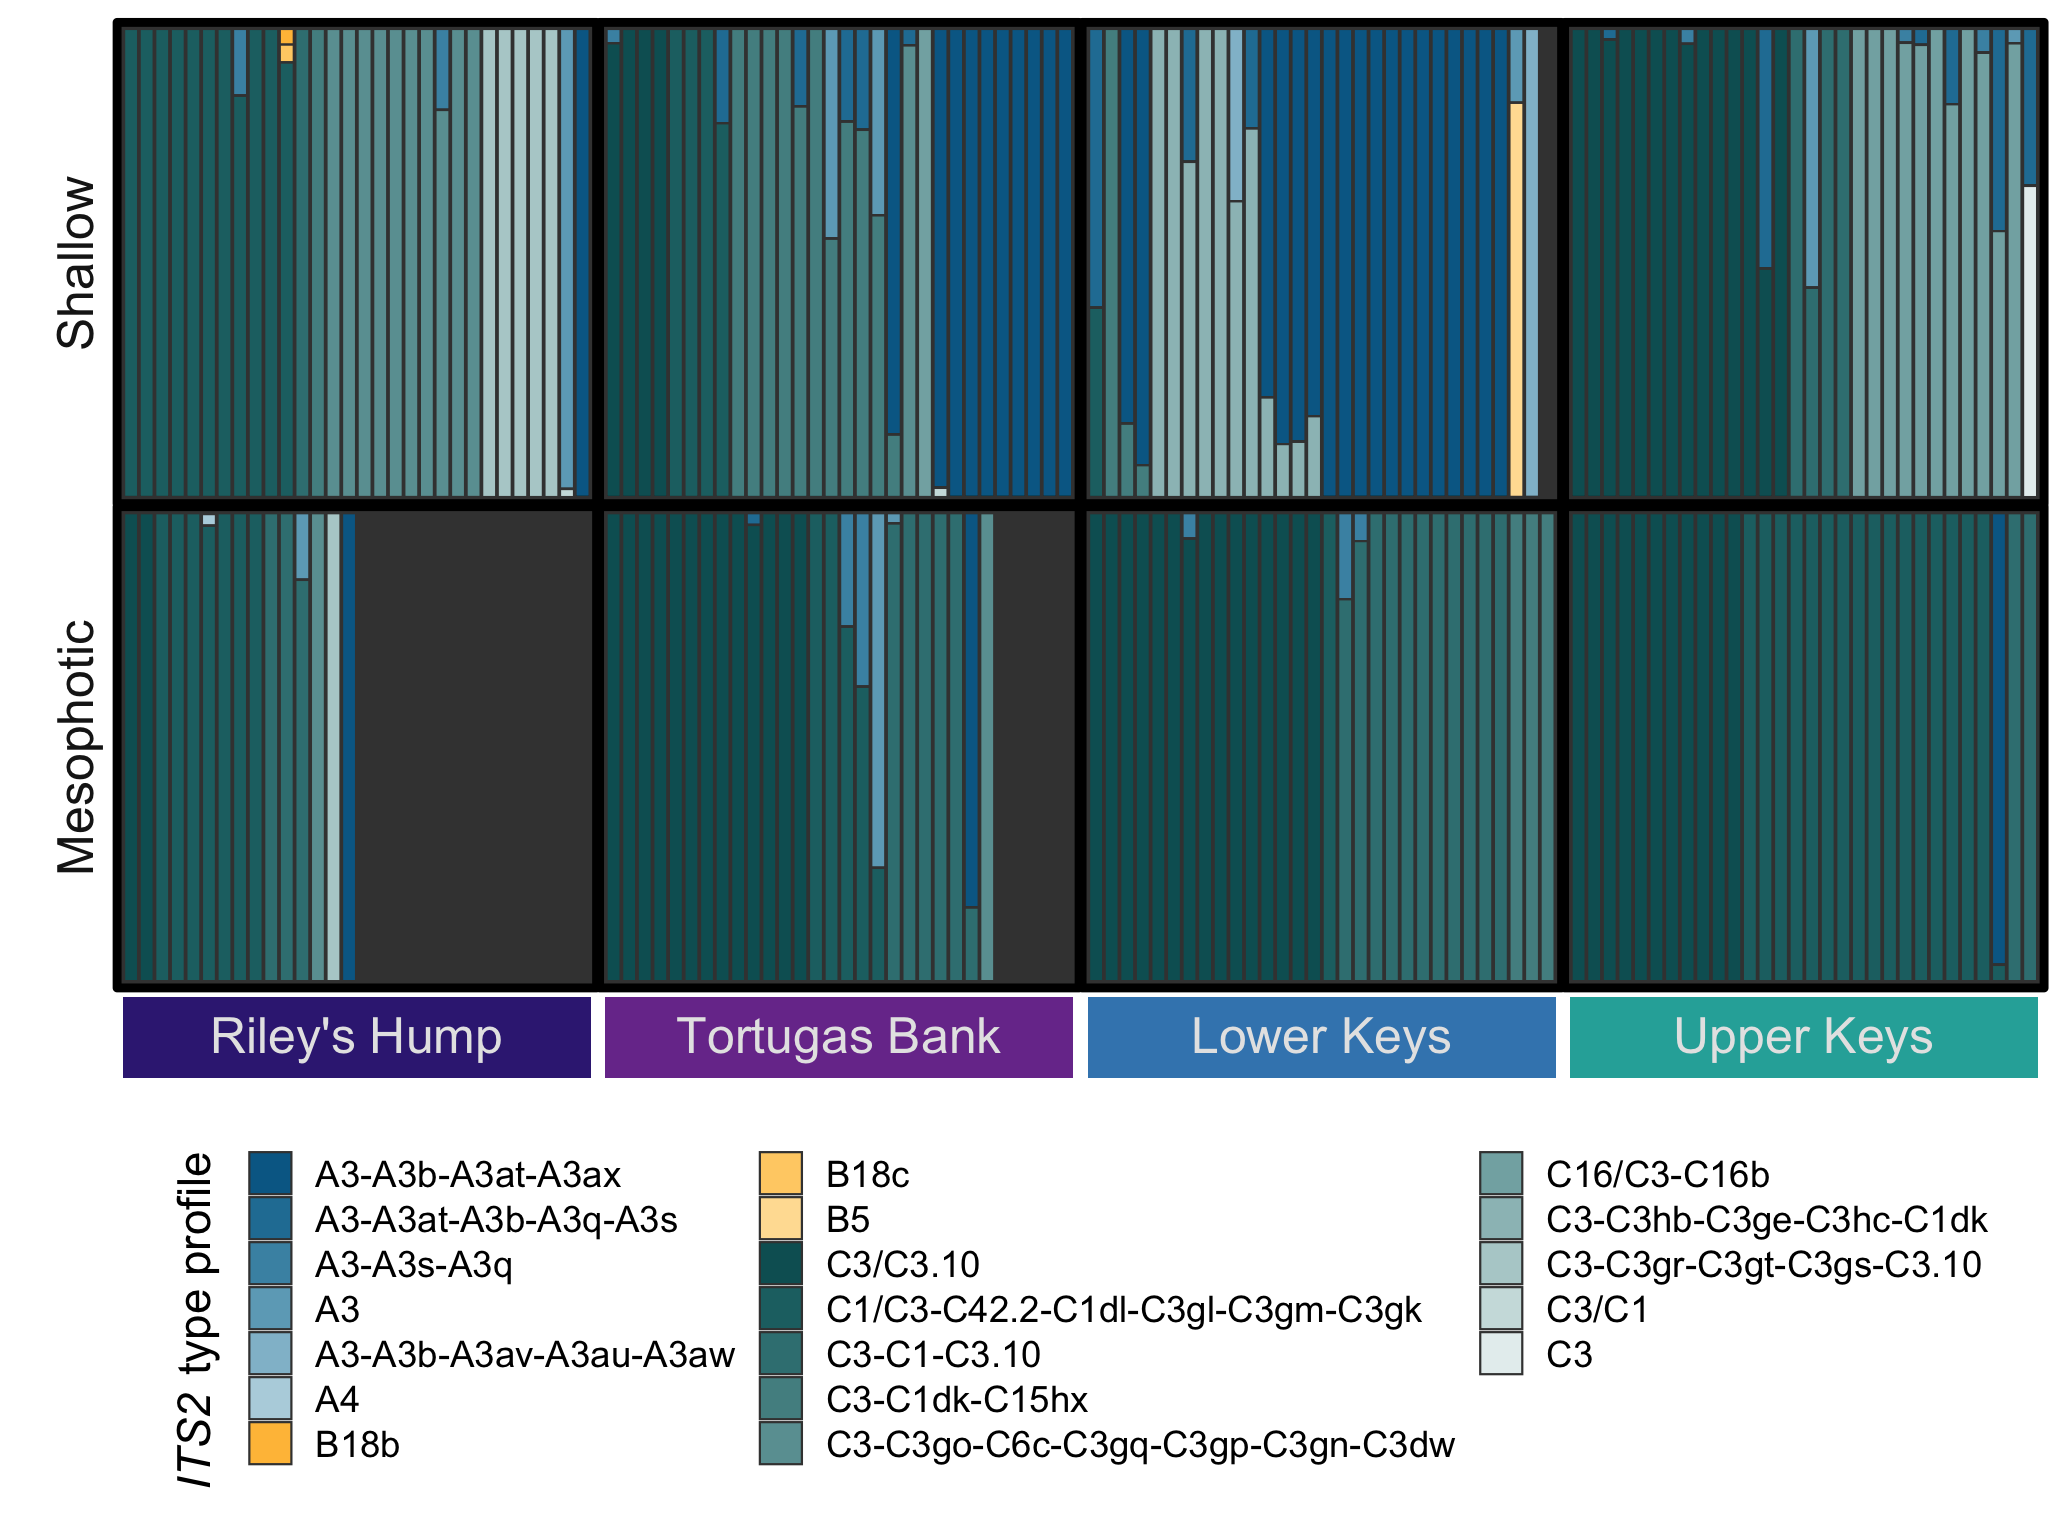 Shallow
Mesophotic
Riley's Hump
Tortugas Bank
Lower Keys
Upper Keys
ITS2 type profile
A3-A3b-A3at-A3ax
A3-A3at-A3b-A3q-A3s
A3-A3s-A3q
A3
A3-A3b-A3av-A3au-A3aw
A4
B18b
B18c
B5
C3/C3.10
C1/C3-C42.2-C1dl-C3gl-C3gm-C3gk
C3-C1-C3.10
C3-C1dk-C15hx
C3-C3go-C6c-C3gq-C3gp-C3gn-C3dw
C16/C3-C16b
C3-C3hb-C3ge-C3hc-C1dk
C3-C3gr-C3gt-C3gs-C3.10
C3/C1
C3